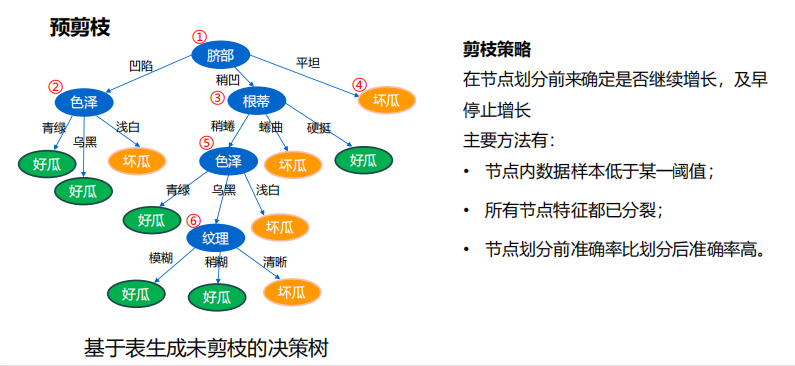 预剪枝
①
脐部
凹陷
稍凹
平坦
②
色泽
③
根蒂
④
坏瓜
青绿
乌黑
浅白
稍蜷
蜷曲
硬挺
好瓜
好瓜
坏瓜
⑤
色泽
坏瓜
好瓜
青绿
乌黑
浅白
好瓜
⑥
纹理
坏瓜
模糊
稍糊
清晰
好瓜
好瓜
坏瓜
基于表生成未剪枝的决策树
剪枝策略
在节点划分前来确定是否继续增长，及早
停止增长
主要方法有：
• 节点内数据样本低于某一阈值；
• 所有节点特征都已分裂；
• 节点划分前准确率比划分后准确率高。